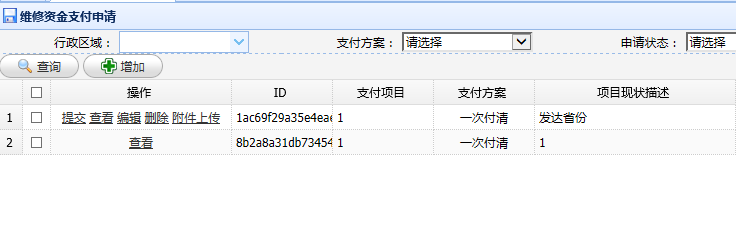 维修资金支付申请
行政区域： 支付方案： 请选择 申请状态： 请选择
查询 增加
操作 ID 支付项目 支付方案 项目现状描述
1 提交 查看 编辑 删除 附件上传 1ac69f29a35e4eae 1 一次付清 发达省份
2 查看 8b2a8a31db73454 1 一次付清 1